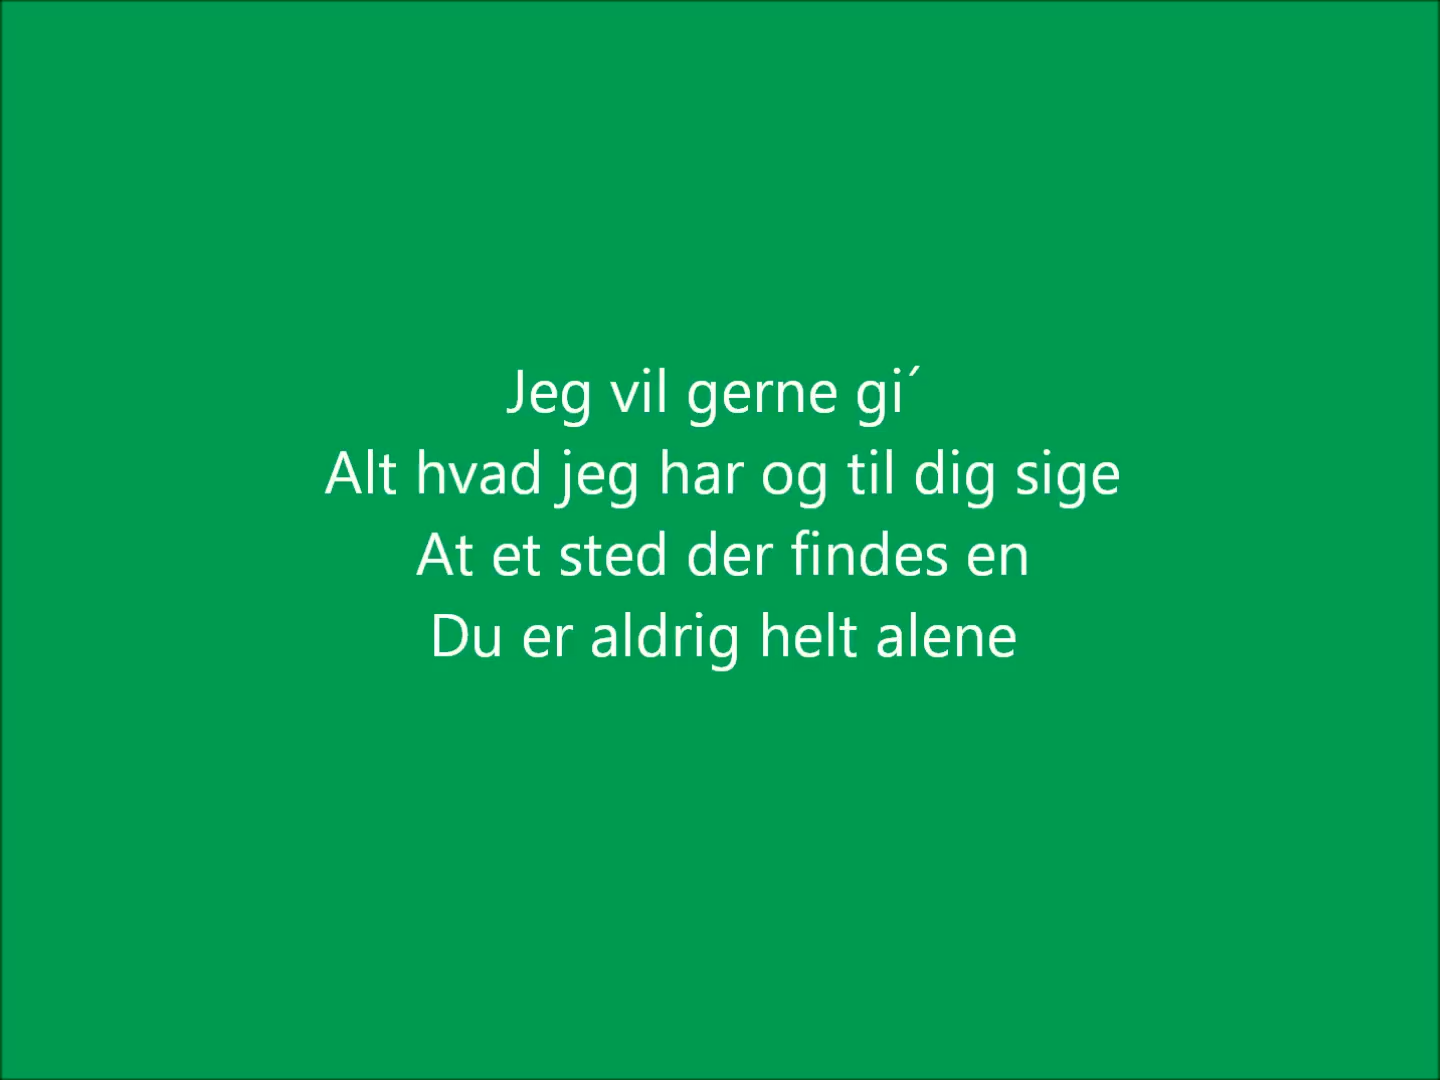 Jeg vil gerne gi´
Alt hvad jeg har og til dig sige
At et sted der findes en
Du er aldrig helt alene